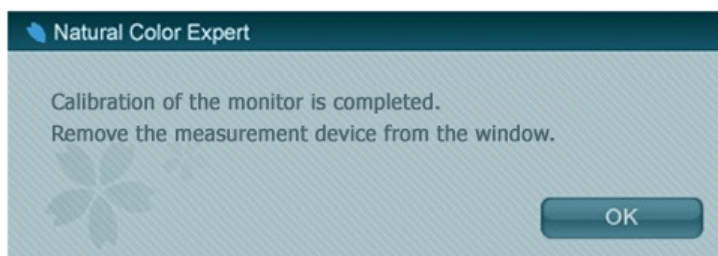 Natural Color Expert
Calibration of the monitor is completed.
Remove the measurement device from the window.
OK